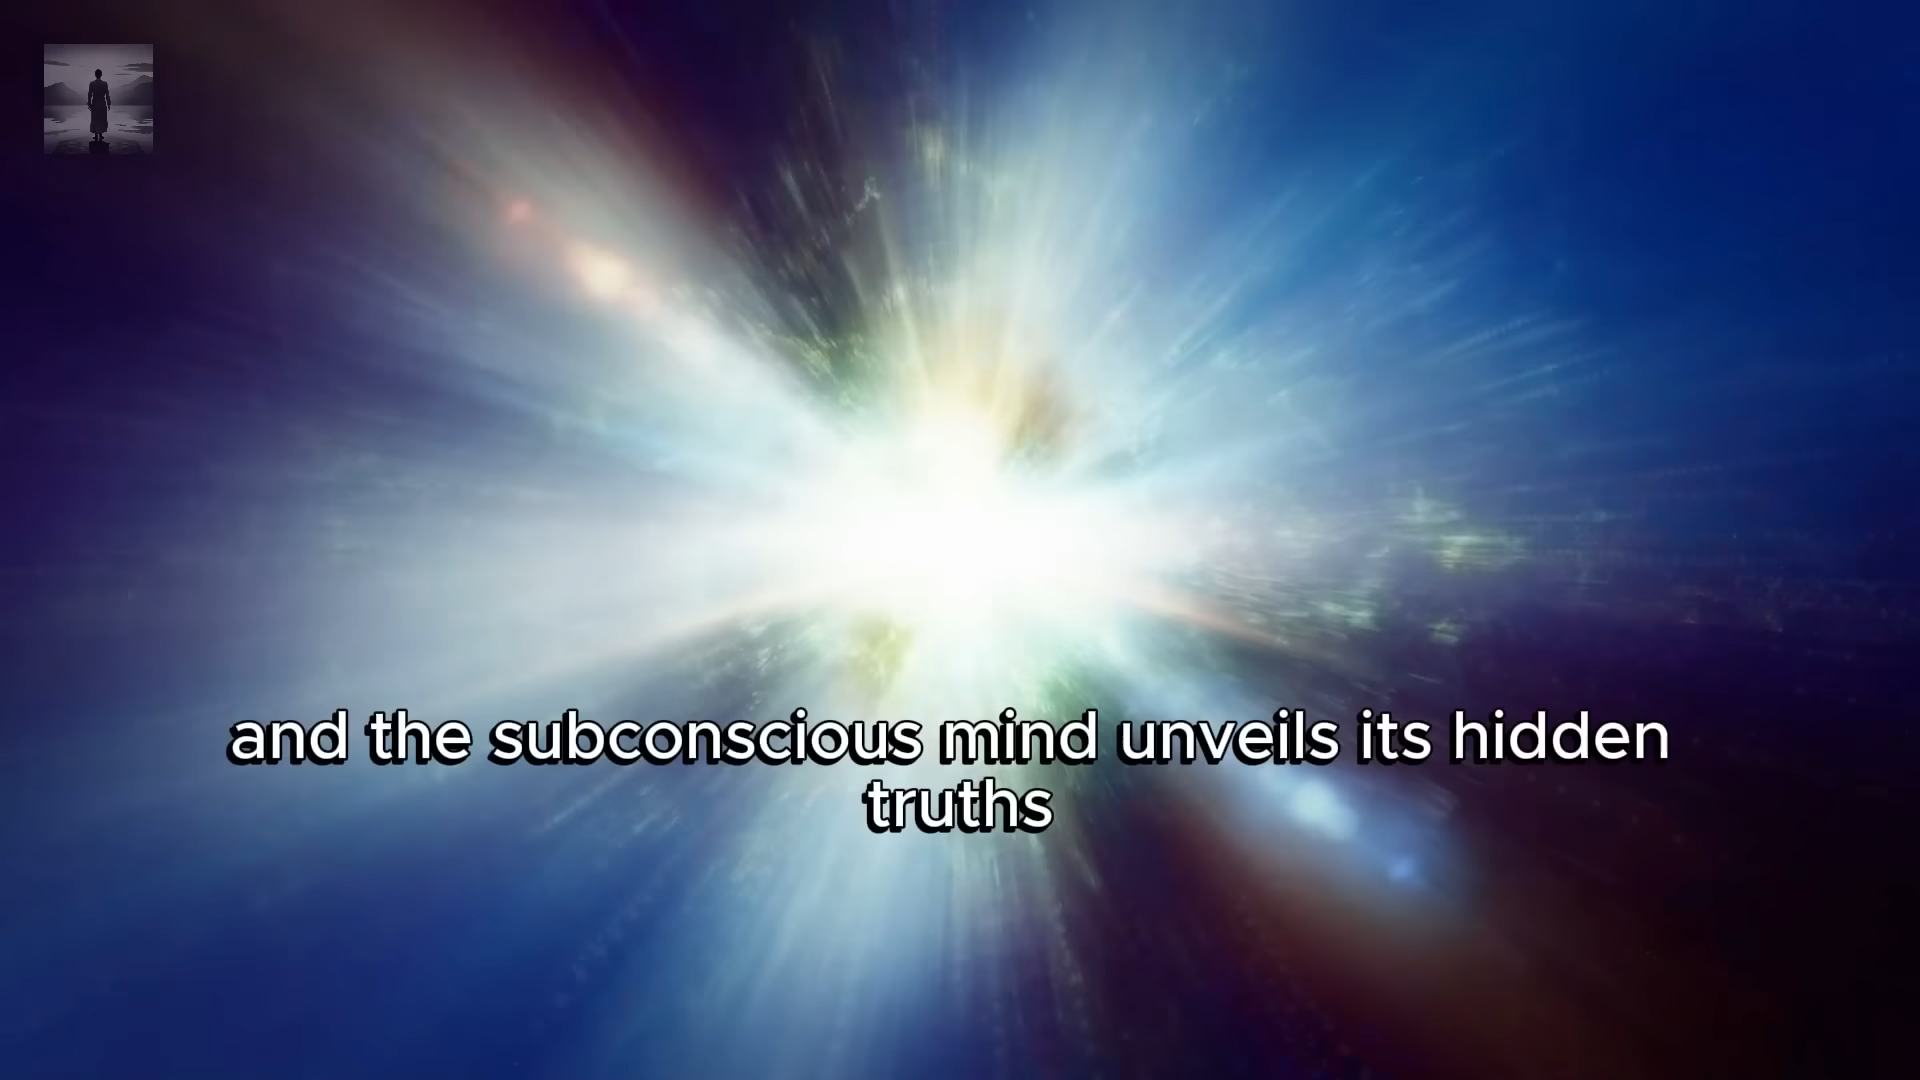 and the subconscious mind unveils its hidden
truths